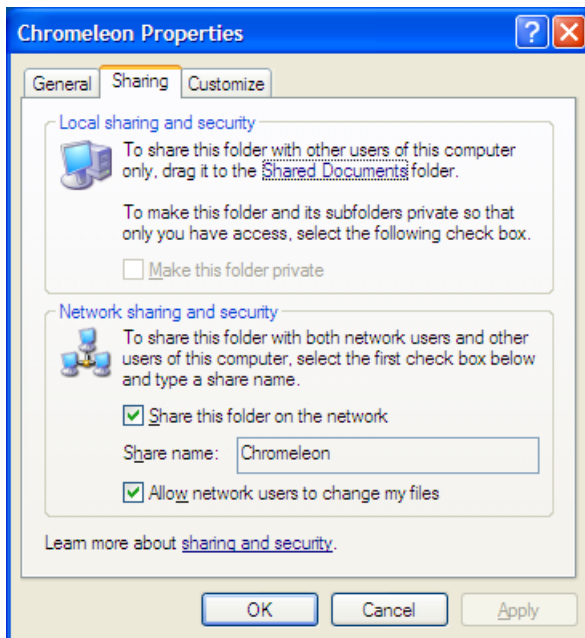 Chromeleon Properties
General Sharing Customize
Local sharing and security
To share this folder with other users of this computer
only, drag it to the Shared Documents folder.
To make this folder and its subfolders private so that
only you have access, select the following check box.
Make this folder private
Network sharing and security
To share this folder with both network users and other
users of this computer, select the first check box below
and type a share name.
Share this folder on the network
Share name: Chromeleon
Allow network users to change my files
Learn more about sharing and security.
OK Cancel Apply